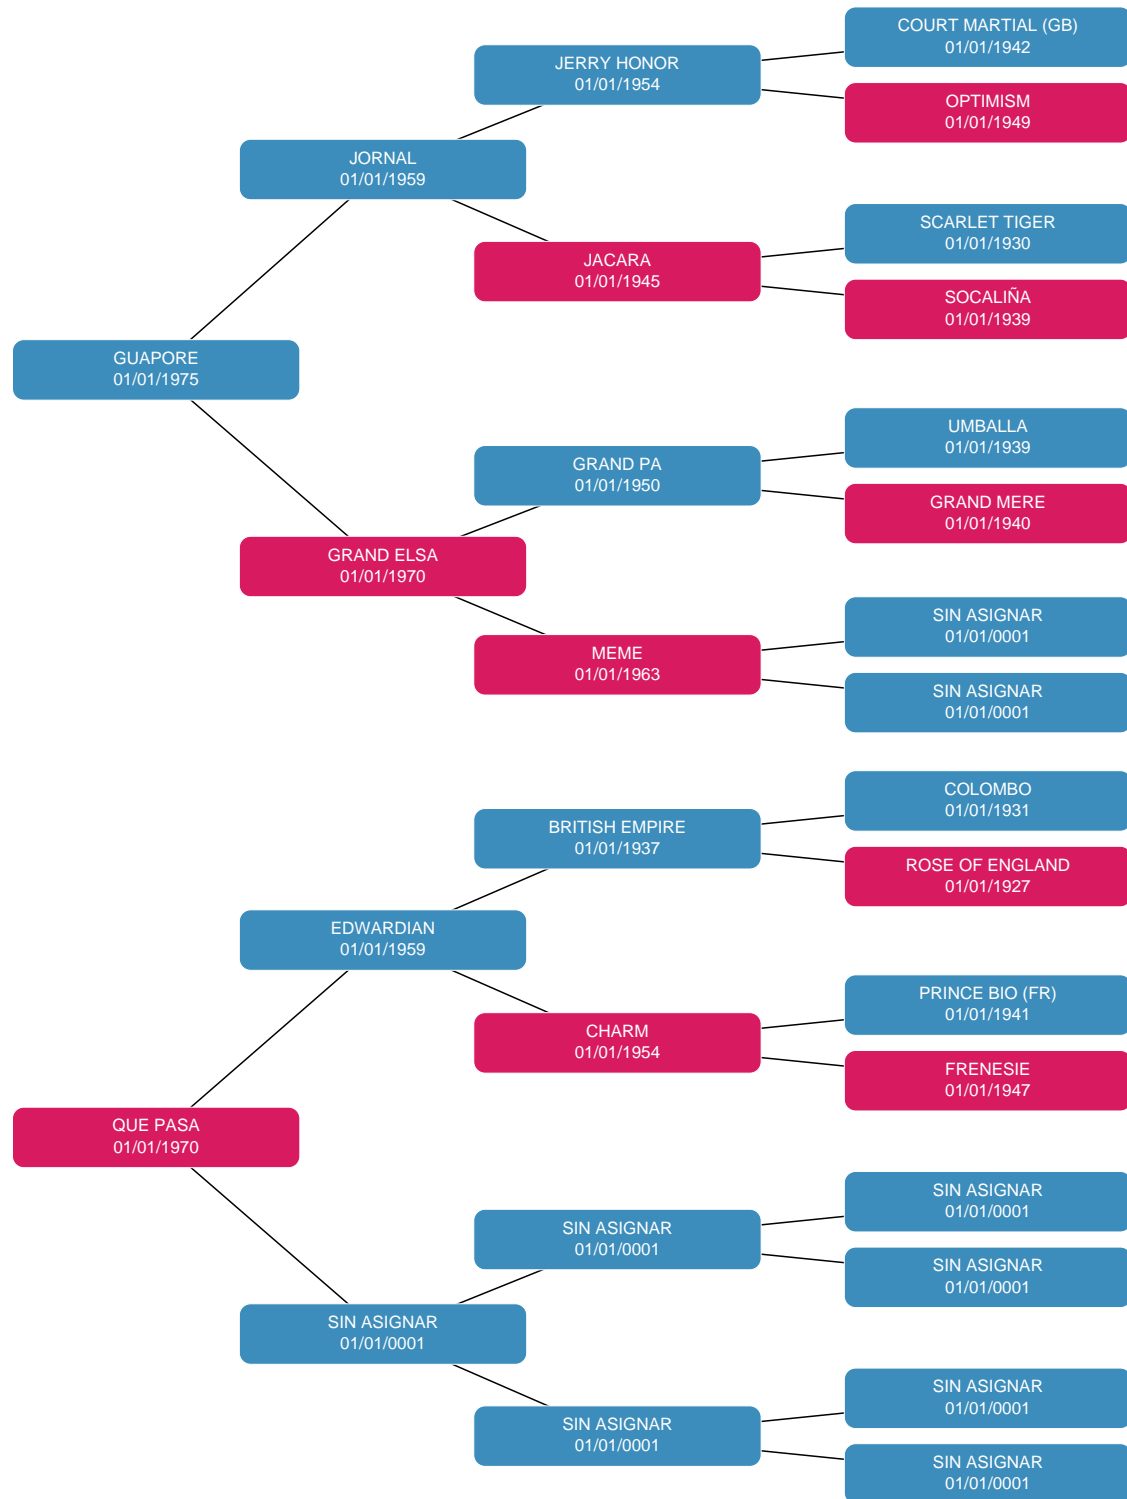 COURT MARTIAL (GB)
01/01/1942
JERRY HONOR
01/01/1954
OPTIMISM
01/01/1949
JORNAL
01/01/1959
SCARLET TIGER
01/01/1930
JACARA
01/01/1945
SOCALIÑA
01/01/1939
GUAPORE
01/01/1975
UMBALLA
01/01/1939
GRAND PA
01/01/1950
GRAND MERE
01/01/1940
GRAND ELSA
01/01/1970
SIN ASIGNAR
01/01/0001
MEME
01/01/1963
SIN ASIGNAR
01/01/0001
COLOMBO
01/01/1931
BRITISH EMPIRE
01/01/1937
ROSE OF ENGLAND
01/01/1927
EDWARDIAN
01/01/1959
PRINCE BIO (FR)
01/01/1941
CHARM
01/01/1954
FRENESIE
01/01/1947
QUE PASA
01/01/1970
SIN ASIGNAR
01/01/0001
SIN ASIGNAR
01/01/0001
SIN ASIGNAR
01/01/0001
SIN ASIGNAR
01/01/0001
SIN ASIGNAR
01/01/0001
SIN ASIGNAR
01/01/0001
SIN ASIGNAR
01/01/0001